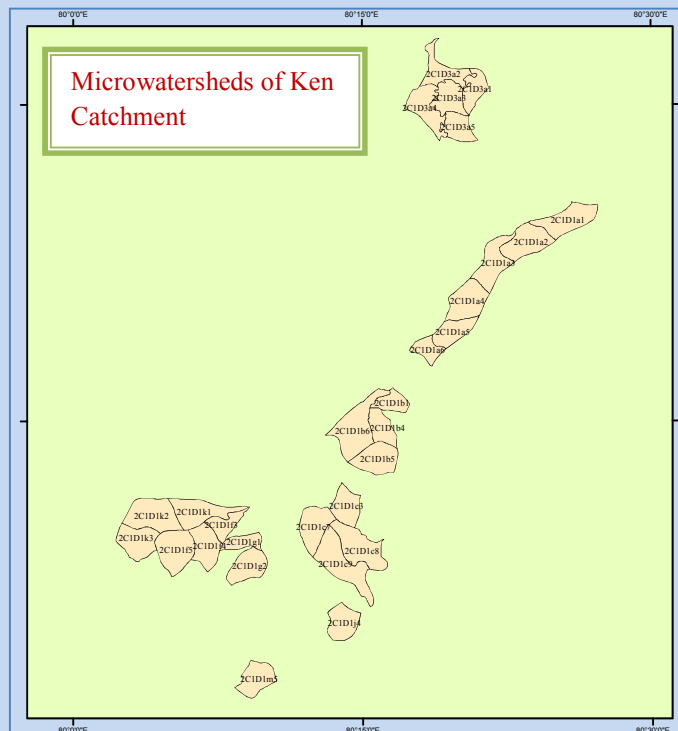 80°0'0"E 80°15'0"E 80°30'0"E
Microwatersheds of Ken
Catchment
2C1D3a2
2C1D3a1
2C1D3a3
2C1D3a4
2C1D3a5
2C1D1a1
2C1D1a2
2C1D1a3
2C1D1a4
2C1D1a5
2C1D1a6
2C1D1b1
2C1D1b4
2C1D1b6
2C1D1b5
2C1D1c3
2C1D1k2
2C1D1k1
2C1D1f3
2C1D1c7
2C1D1k3
2C1D1f5
2C1D1f4
2C1D1g1
2C1D1c8
2C1D1g2
2C1D1c9
2C1D1j4
2C1D1m5
80°0'0"E 80°15'0"E 80°30'0"E